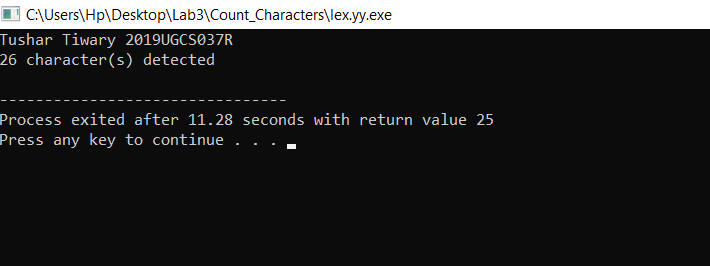 C:\Users\Hp\Desktop\Lab3\Count_Characters\lex.yy.exe
Tushar Tiwary 2019UGCS037R
26 character(s) detected
--------------------------------
Process exited after 11.28 seconds with return value 25
Press any key to continue . . .